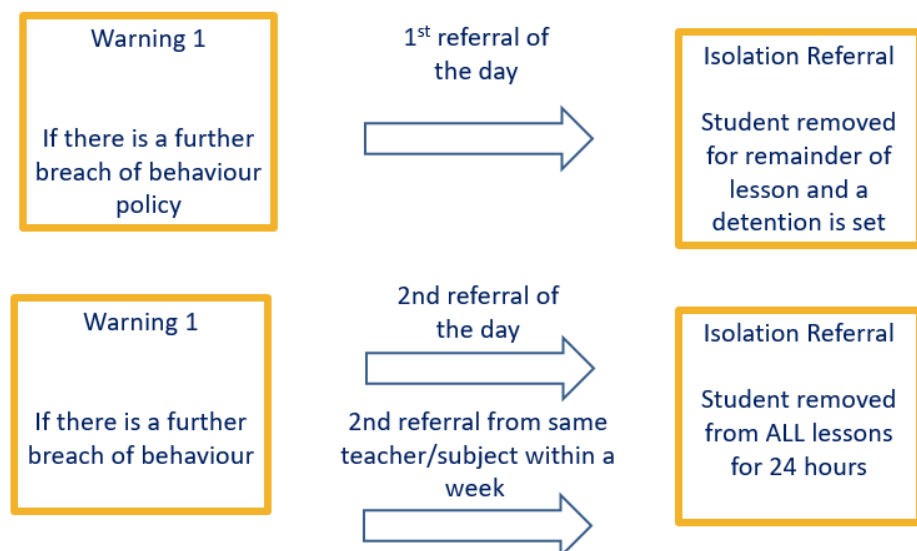 Warning 1
If there is a further
breach of behaviour
policy
1st referral of
the day
Isolation Referral
Student removed
for remainder of
lesson and a
detention is set
Warning 1
If there is a further
breach of behaviour
2nd referral of
the day
2nd referral from same
teacher/subject within a
week
Isolation Referral
Student removed
from ALL lessons
for 24 hours